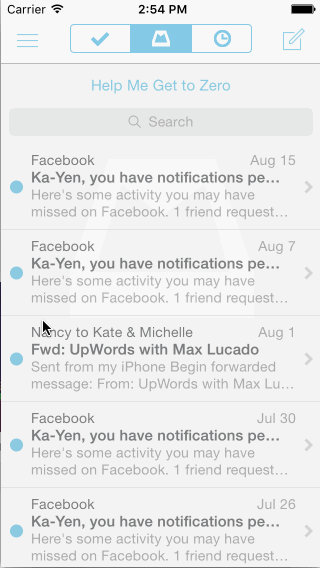 Carrier 2:54 PM
Help Me Get to Zero
Search
Facebook Aug 15
Ka-Yen, you have notifications pe...
Here's some activity you may have
missed on Facebook. 1 friend request...
Facebook Aug 7
Ka-Yen, you have notifications pe...
Here's some activity you may have
missed on Facebook. 1 friend request...
Nancy to Kate & Michelle Aug 1
Fwd: UpWords with Max Lucado
Sent from my iPhone Begin forwarded
message: From: UpWords with Max Lu...
Facebook Jul 30
Ka-Yen, you have notifications pe...
Here's some activity you may have
missed on Facebook. 1 friend request...
Facebook Jul 26
Ka-Yen, you have notifications pe...
Here's some activity you may have
missed on Facebook. 1 friend request...